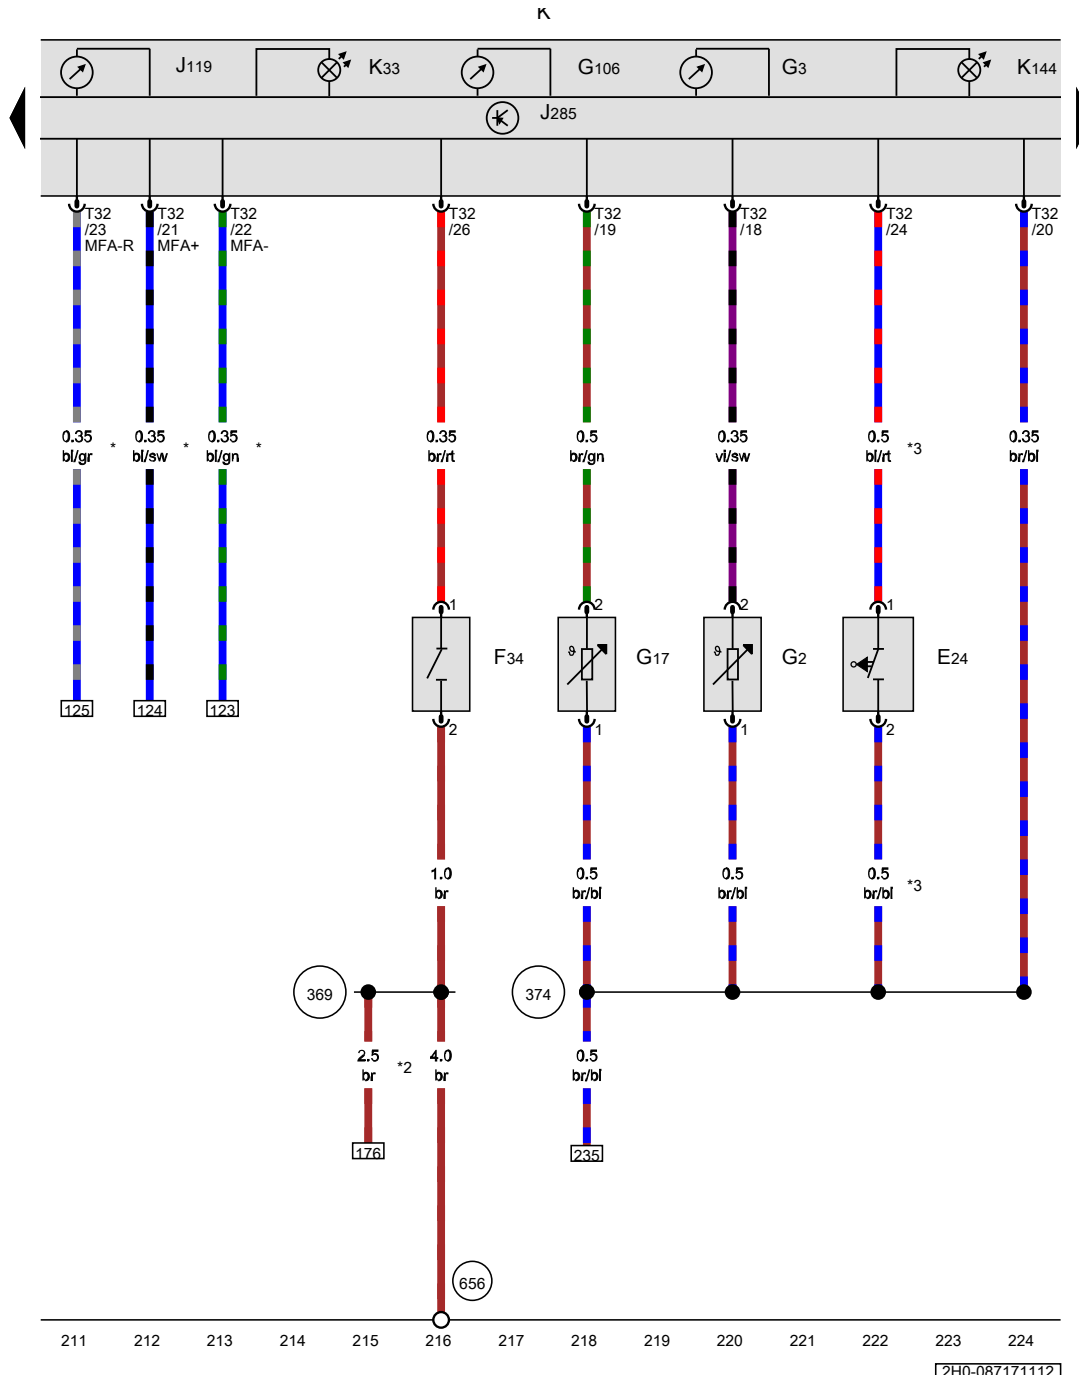 K
J119
K33
G106
G3
K144
J285
T32
/23
MFA-R
T32
/21
MFA+
T32
/22
MFA-
T32
/26
T32
/19
T32
/18
T32
/24
T32
/20
0.35
bl/gr
*
0.35
bl/sw
*
0.35
bl/gn
*
0.35
br/rt
0.5
br/gn
0.35
vi/sw
0.5
bl/rt
*3
0.35
br/bl
1
2
2
1
F34
ϑ
G17
ϑ
G2
E24
2
1
1
2
125
124
123
1.0
br
0.5
br/bl
0.5
br/bl
0.5
br/bl
*3
369
374
2.5
br
*2
4.0
br
0.5
br/bl
176
235
656
211 212 213 214 215 216 217 218 219 220 221 222 223 224
2H0-087171112